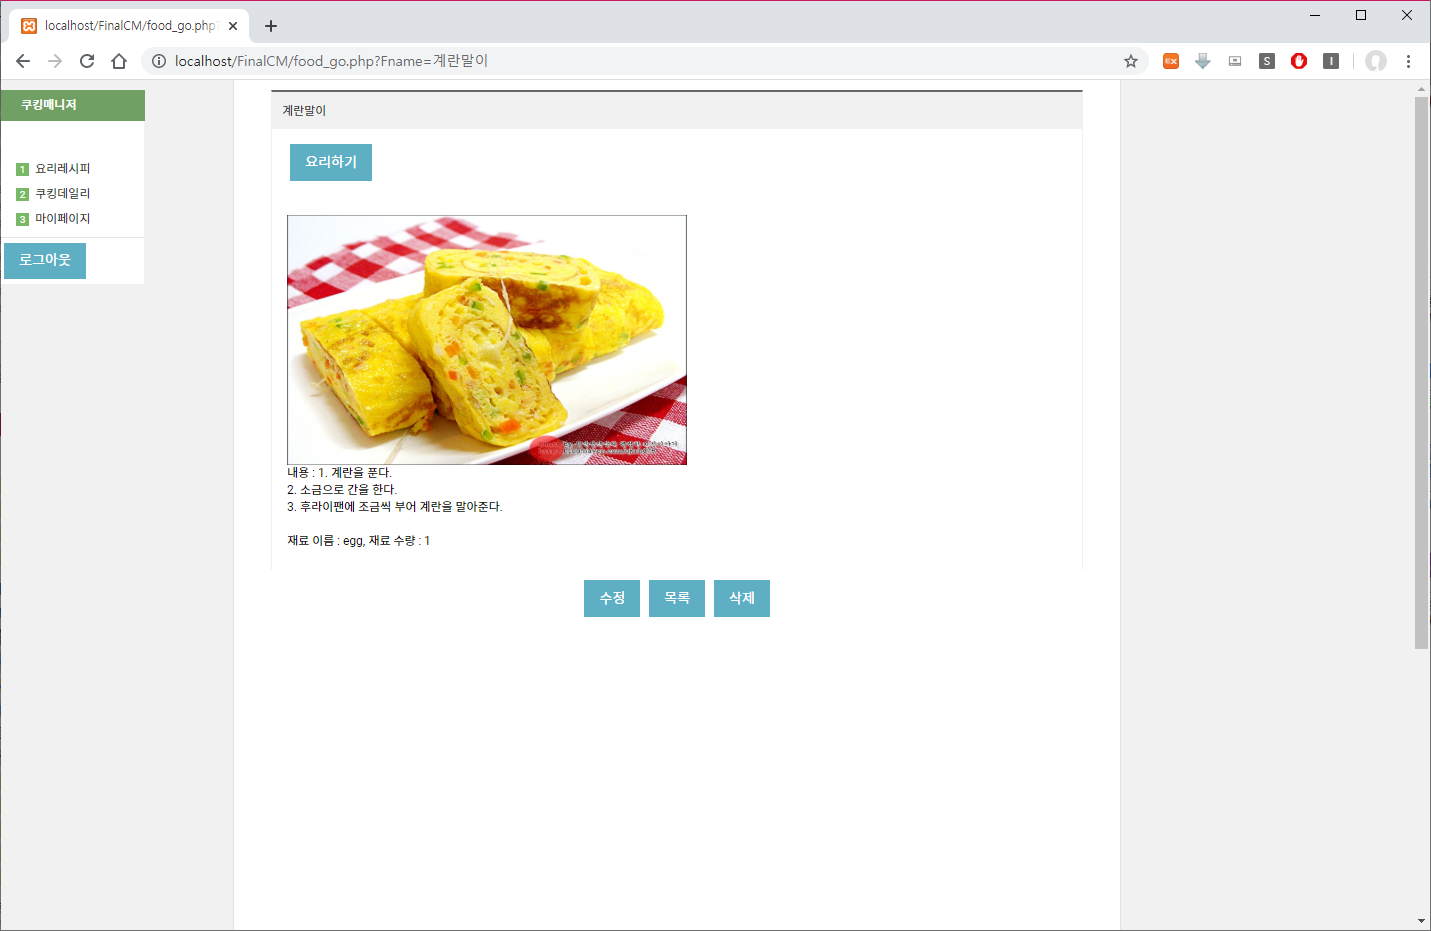 localhost/FinalCM/food_go.php?
localhost/FinalCM/food_go.php?Fname=계란말이
쿠킹매니저
1 요리레시피
2 쿠킹데일리
3 마이페이지
로그아웃
계란말이
요리하기
내용 : 1. 계란을 푼다.
2. 소금으로 간을 한다.
3. 후라이팬에 조금씩 부어 계란을 말아준다.
재료 이름 : egg, 재료 수량 : 1
수정 목록 삭제